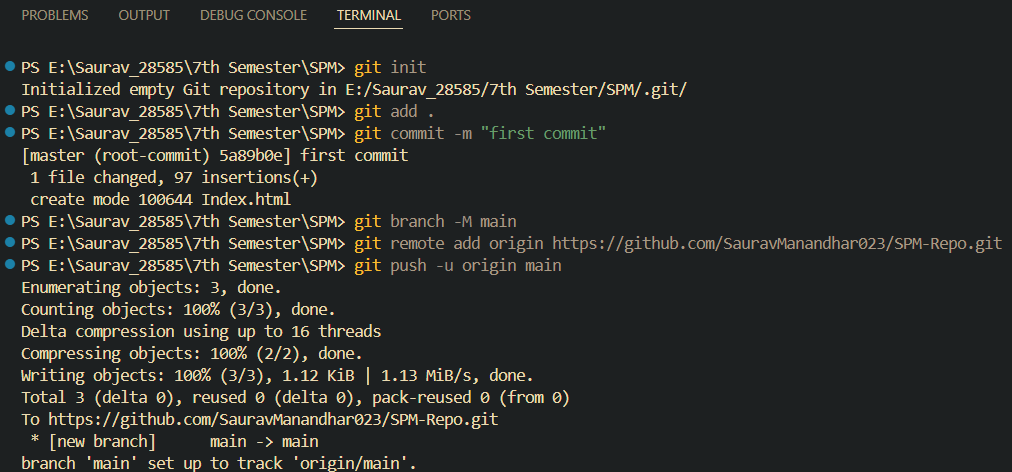 PROBLEMS OUTPUT DEBUG CONSOLE TERMINAL PORTS
PS E:\Saurav_28585\7th Semester\SPM> git init
Initialized empty Git repository in E:/Saurav_28585/7th Semester/SPM/.git/
PS E:\Saurav_28585\7th Semester\SPM> git add .
PS E:\Saurav_28585\7th Semester\SPM> git commit -m "first commit"
[master (root-commit) 5a89b0e] first commit
 1 file changed, 97 insertions(+)
 create mode 100644 Index.html
PS E:\Saurav_28585\7th Semester\SPM> git branch -M main
PS E:\Saurav_28585\7th Semester\SPM> git remote add origin https://github.com/SauravManandhar023/SPM-Repo.git
PS E:\Saurav_28585\7th Semester\SPM> git push -u origin main
Enumerating objects: 3, done.
Counting objects: 100% (3/3), done.
Delta compression using up to 16 threads
Compressing objects: 100% (2/2), done.
Writing objects: 100% (3/3), 1.12 KiB | 1.13 MiB/s, done.
Total 3 (delta 0), reused 0 (delta 0), pack-reused 0 (from 0)
To https://github.com/SauravManandhar023/SPM-Repo.git
 * [new branch]      main -> main
branch 'main' set up to track 'origin/main'.